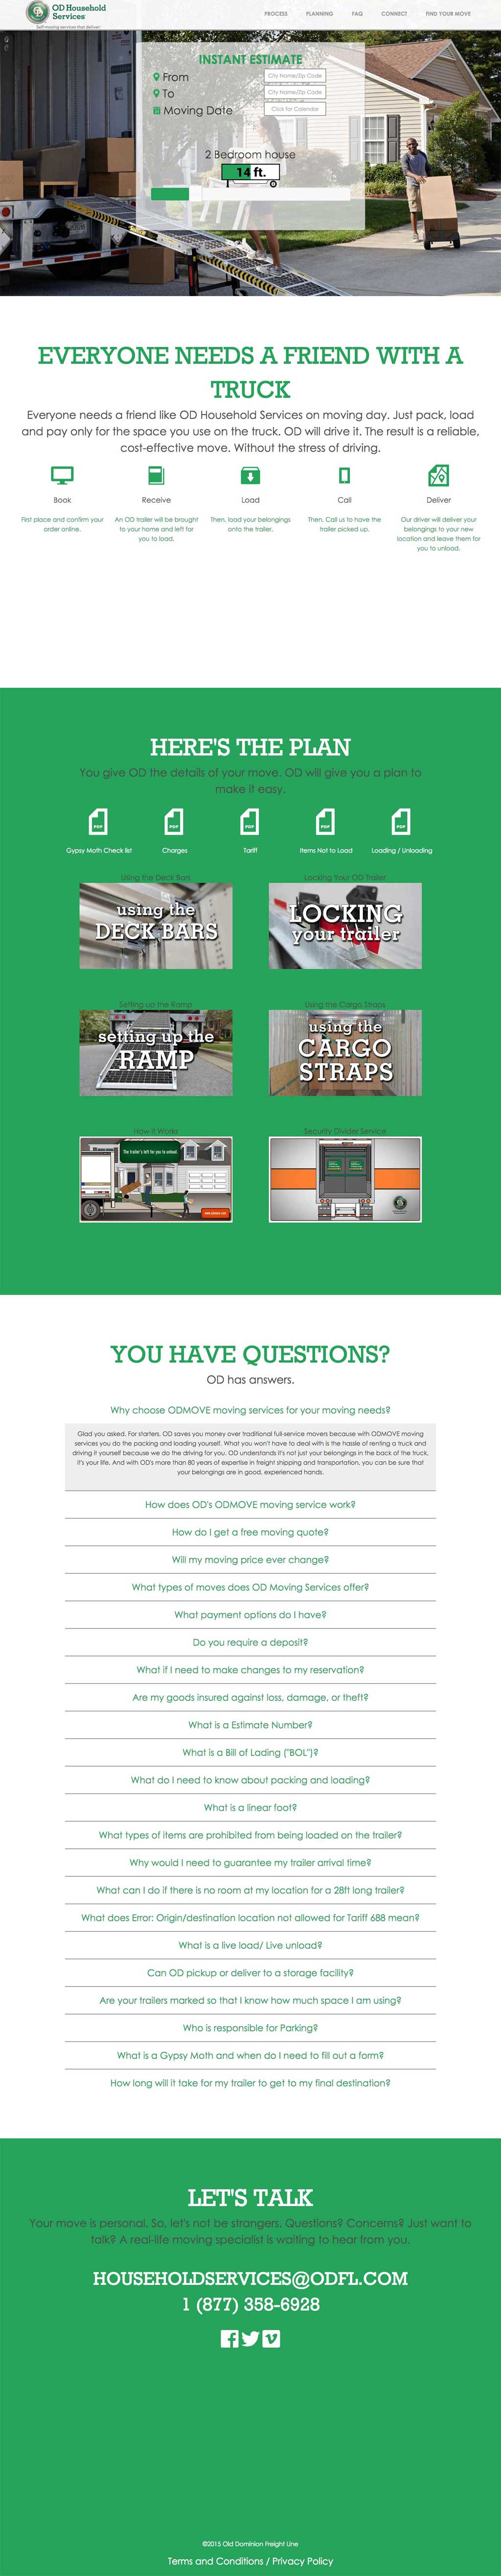 OD Household
Services
Self-moving services that deliver!
PROCESS PLANNING FAQ CONNECT FIND YOUR MOVE
INSTANT ESTIMATE
From
City Name/Zip Code
To
City Name/Zip Code
Moving Date
Click for Calendar
2 Bedroom house
14 ft.
EVERYONE NEEDS A FRIEND WITH A
TRUCK
Everyone needs a friend like OD Household Services on moving day. Just pack, load
and pay only for the space you use on the truck. OD will drive it. The result is a reliable,
cost-effective move. Without the stress of driving.
Book
First place and confirm your
order online.
Receive
An OD trailer will be brought
to your home and left for
you to load.
Load
Then, load your belongings
onto the trailer.
Call
Then, Call us to have the
trailer picked up.
Deliver
Our driver will deliver your
belongings to your new
location and leave them for
you to unload.
HERE'S THE PLAN
You give OD the details of your move. OD will give you a plan to
make it easy.
PDF PDF PDF PDF PDF
Gypsy Moth Check list Charges Tariff Items Not to Load Loading / Unloading
Using the Deck Bars
using the
DECK BARS
Locking Your OD Trailer
LOCKING
your trailer
Setting up the Ramp
setting up the
RAMP
Using the Cargo Straps
using the
CARGO
STRAPS
How It Works
The trailer's left for you to unload.
Security Divider Service
YOU HAVE QUESTIONS?
OD has answers.
Why choose ODMOVE moving services for your moving needs?
Glad you asked. For starters, OD saves you money over traditional full-service movers because with ODMOVE moving
services you do the packing and loading yourself. What you won't have to deal with is the hassle of renting a truck and
driving it yourself because we do the driving for you. OD understands it's not just your belongings in the back of the truck,
it's your life. And with OD's more than 80 years of expertise in freight shipping and transportation, you can be sure that
your belongings are in good, experienced hands.
How does OD's ODMOVE moving service work?
How do I get a free moving quote?
Will my moving price ever change?
What types of moves does OD Moving Services offer?
What payment options do I have?
Do you require a deposit?
What if I need to make changes to my reservation?
Are my goods insured against loss, damage, or theft?
What is a Estimate Number?
What is a Bill of Lading ("BOL")?
What do I need to know about packing and loading?
What is a linear foot?
What types of items are prohibited from being loaded on the trailer?
Why would I need to guarantee my trailer arrival time?
What can I do if there is no room at my location for a 28ft long trailer?
What does Error: Origin/destination location not allowed for Tariff 688 mean?
What is a live load/ Live unload?
Can OD pickup or deliver to a storage facility?
Are your trailers marked so that I know how much space I am using?
Who is responsible for Parking?
What is a Gypsy Moth and when do I need to fill out a form?
How long will it take for my trailer to get to my final destination?
LET'S TALK
Your move is personal. So, let's not be strangers. Questions? Concerns? Just want to
talk? A real-life moving specialist is waiting to hear from you.
HOUSEHOLDSERVICES@ODFL.COM
1 (877) 358-6928
©2015 Old Dominion Freight Line
Terms and Conditions / Privacy Policy